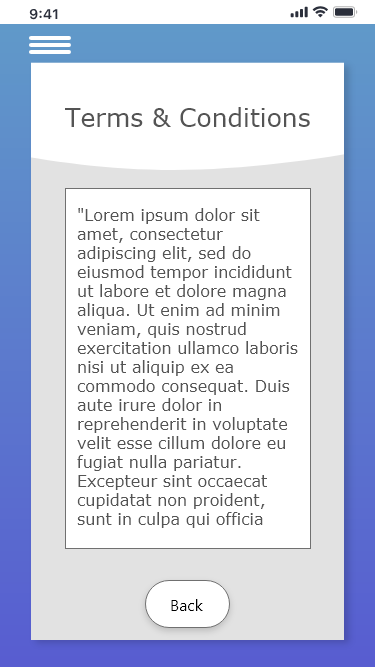 9:41
Terms & Conditions
"Lorem ipsum dolor sit
amet, consectetur
adipiscing elit, sed do
eiusmod tempor incididunt
ut labore et dolore magna
aliqua. Ut enim ad minim
veniam, quis nostrud
exercitation ullamco laboris
nisi ut aliquip ex ea
commodo consequat. Duis
aute irure dolor in
reprehenderit in voluptate
velit esse cillum dolore eu
fugiat nulla pariatur.
Excepteur sint occaecat
cupidatat non proident,
sunt in culpa qui officia
Back